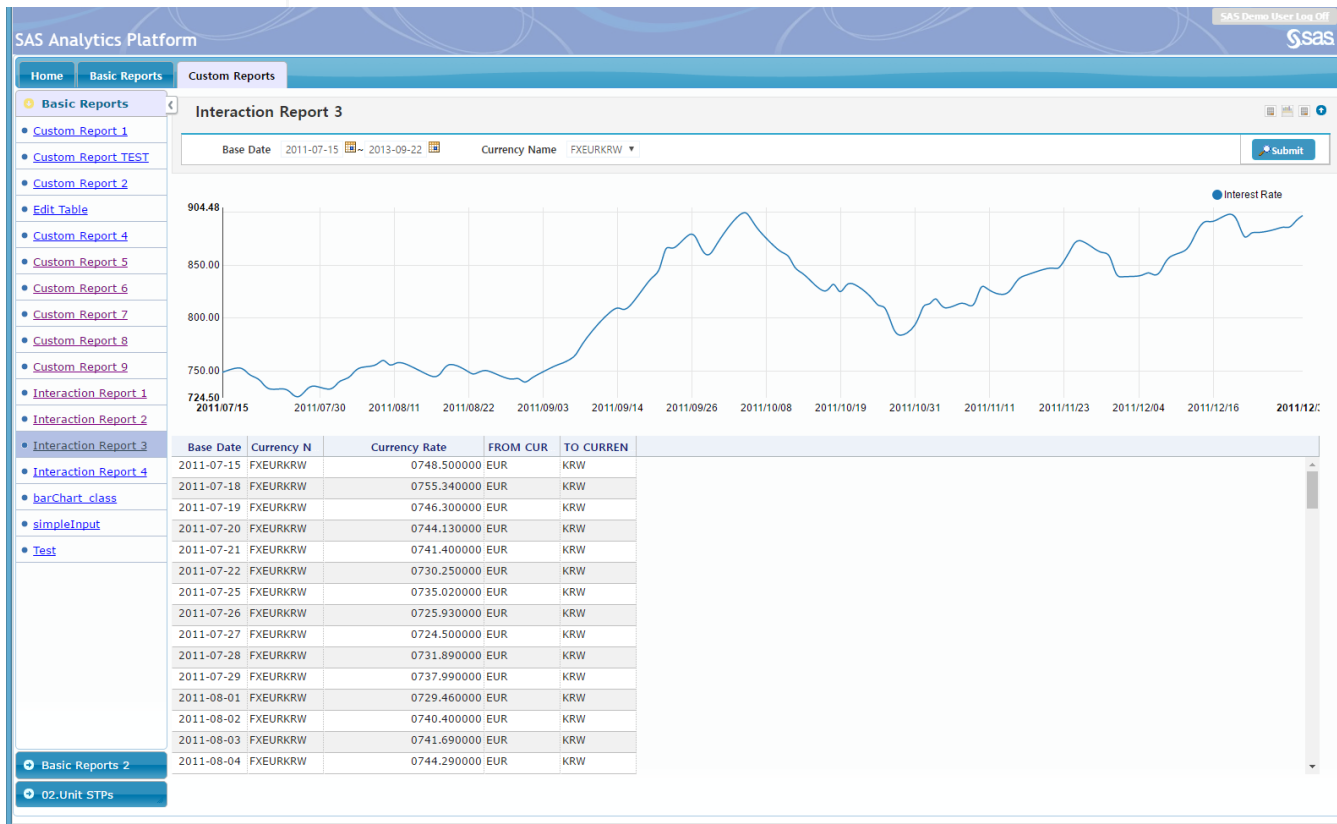 SAS Demo User Log Off
SAS Analytics Platform
sas
Home Basic Reports Custom Reports
Basic Reports
Custom Report 1
Custom Report TEST
Custom Report 2
Edit Table
Custom Report 4
Custom Report 5
Custom Report 6
Custom Report 7
Custom Report 8
Custom Report 9
Interaction Report 1
Interaction Report 2
Interaction Report 3
Interaction Report 4
barChart_class
simpleInput
Test
Basic Reports 2
02.Unit STPs
Interaction Report 3
Base Date 2011-07-15 ~ 2013-09-22 Currency Name FXEURKRW Submit
Interest Rate
904.48
850.00
800.00
750.00
724.50
2011/07/15 2011/07/30 2011/08/11 2011/08/22 2011/09/03 2011/09/14 2011/09/26 2011/10/08 2011/10/19 2011/10/31 2011/11/11 2011/11/23 2011/12/04 2011/12/16 2011/12/
Base Date Currency N Currency Rate FROM CUR TO CURREN
2011-07-15 FXEURKRW 0748.500000 EUR KRW
2011-07-18 FXEURKRW 0755.340000 EUR KRW
2011-07-19 FXEURKRW 0746.300000 EUR KRW
2011-07-20 FXEURKRW 0744.130000 EUR KRW
2011-07-21 FXEURKRW 0741.400000 EUR KRW
2011-07-22 FXEURKRW 0730.250000 EUR KRW
2011-07-25 FXEURKRW 0735.020000 EUR KRW
2011-07-26 FXEURKRW 0725.930000 EUR KRW
2011-07-27 FXEURKRW 0724.500000 EUR KRW
2011-07-28 FXEURKRW 0731.890000 EUR KRW
2011-07-29 FXEURKRW 0737.990000 EUR KRW
2011-08-01 FXEURKRW 0729.460000 EUR KRW
2011-08-02 FXEURKRW 0740.400000 EUR KRW
2011-08-03 FXEURKRW 0741.690000 EUR KRW
2011-08-04 FXEURKRW 0744.290000 EUR KRW